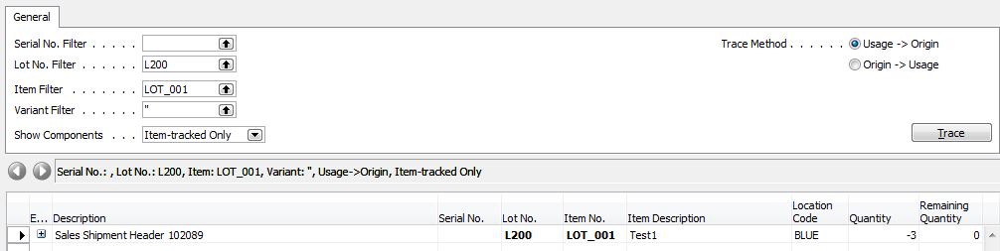 General
Serial No. Filter . . . . .
Trace Method . . . . . . Usage -> Origin
Lot No. Filter . . . . . . L200
Origin -> Usage
Item Filter . . . . . . . LOT_001
Variant Filter . . . . . . ''
Show Components . . . Item-tracked Only
Trace
Serial No.: , Lot No.: L200, Item: LOT_001, Variant: '', Usage->Origin, Item-tracked Only
E... Description Serial No. Lot No. Item No. Item Description Location Code Quantity Remaining Quantity
Sales Shipment Header 102089 L200 LOT_001 Test1 BLUE -3 0